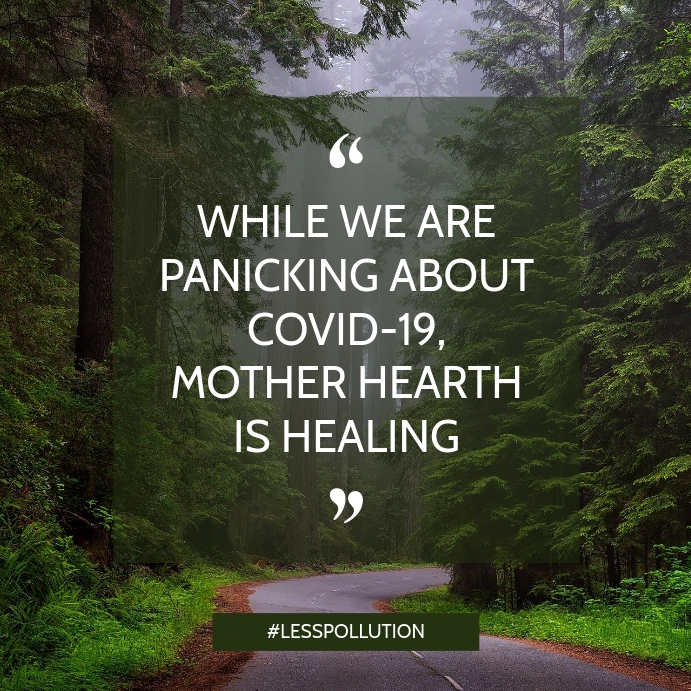 “
WHILE WE ARE
PANICKING ABOUT
COVID-19,
MOTHER HEARTH
IS HEALING
”
#LESSPOLLUTION